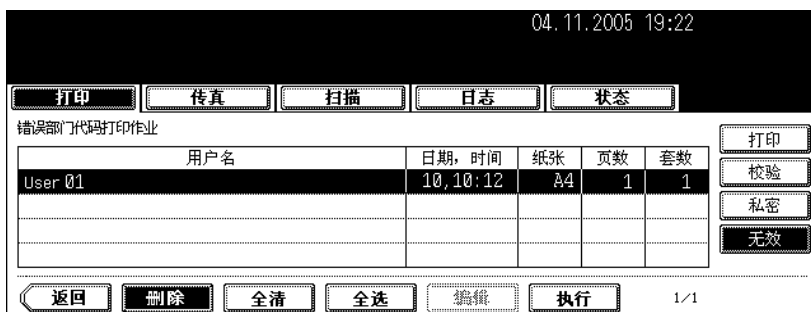 04.11.2005 19:22
打印 传真 扫描 日志 状态
错误部门代码打印作业
用户名 日期，时间 纸张 页数 套数
User 01 10,10:12 A4 1 1
打印
校验
私密
无效
返回 删除 全清 全选 编辑 执行 1/1